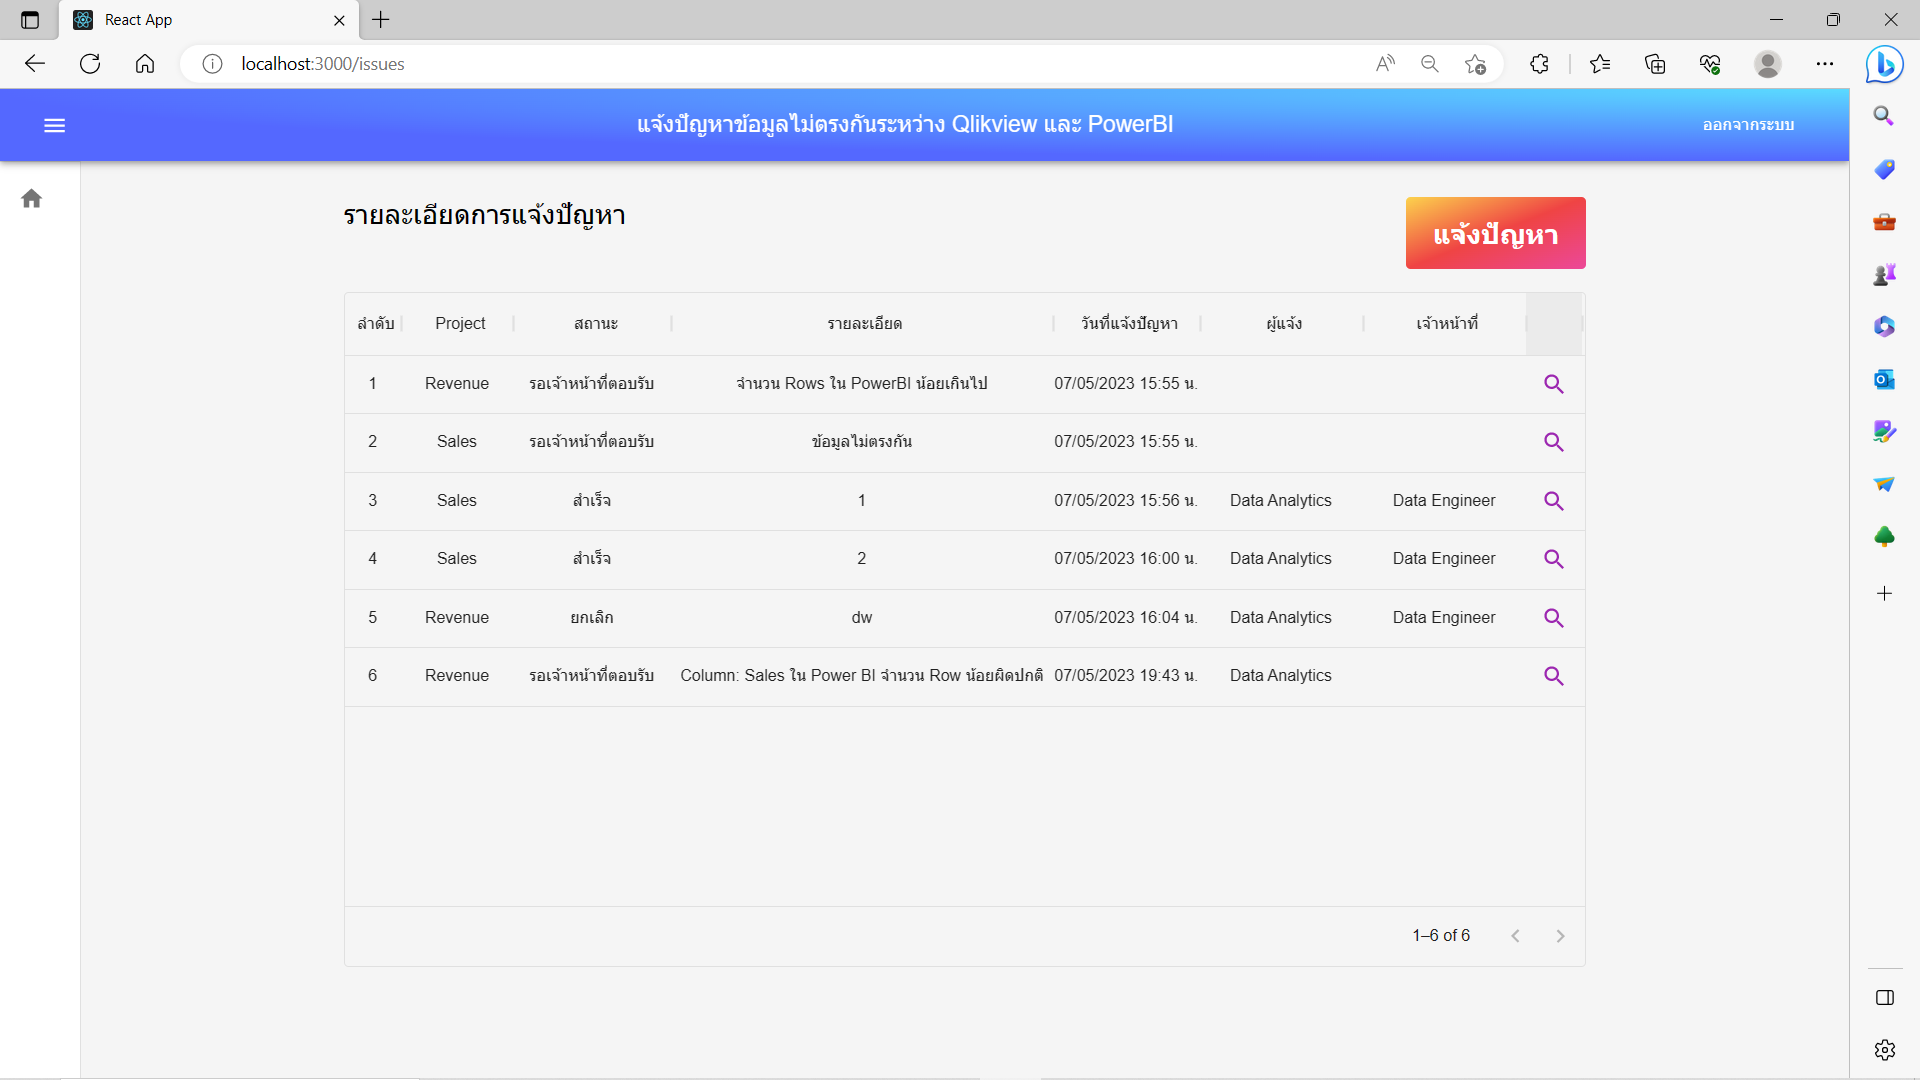 React App
localhost:3000/issues
แจ้งปัญหาข้อมูลไม่ตรงกันระหว่าง Qlikview และ PowerBI
ออกจากระบบ
รายละเอียดการแจ้งปัญหา
แจ้งปัญหา
ลำดับ Project สถานะ รายละเอียด วันที่แจ้งปัญหา ผู้แจ้ง เจ้าหน้าที่
1 Revenue รอเจ้าหน้าที่ตอบรับ จำนวน Rows ใน PowerBI น้อยเกินไป 07/05/2023 15:55 น.
2 Sales รอเจ้าหน้าที่ตอบรับ ข้อมูลไม่ตรงกัน 07/05/2023 15:55 น.
3 Sales สำเร็จ 1 07/05/2023 15:56 น. Data Analytics Data Engineer
4 Sales สำเร็จ 2 07/05/2023 16:00 น. Data Analytics Data Engineer
5 Revenue ยกเลิก dw 07/05/2023 16:04 น. Data Analytics Data Engineer
6 Revenue รอเจ้าหน้าที่ตอบรับ Column: Sales ใน Power BI จำนวน Row น้อยผิดปกติ 07/05/2023 19:43 น. Data Analytics
1–6 of 6